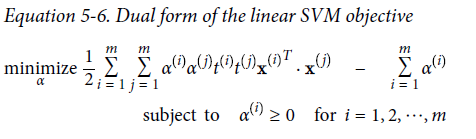 Equation 5-6. Dual form of the linear SVM objective
minimize_α 1/2 ∑_{i=1}^{m} ∑_{j=1}^{m} α^(i) α^(j) t^(i) t^(j) x^(i)^T · x^(j) − ∑_{i=1}^{m} α^(i)
subject to α^(i) ≥ 0 for i = 1, 2, ⋯, m